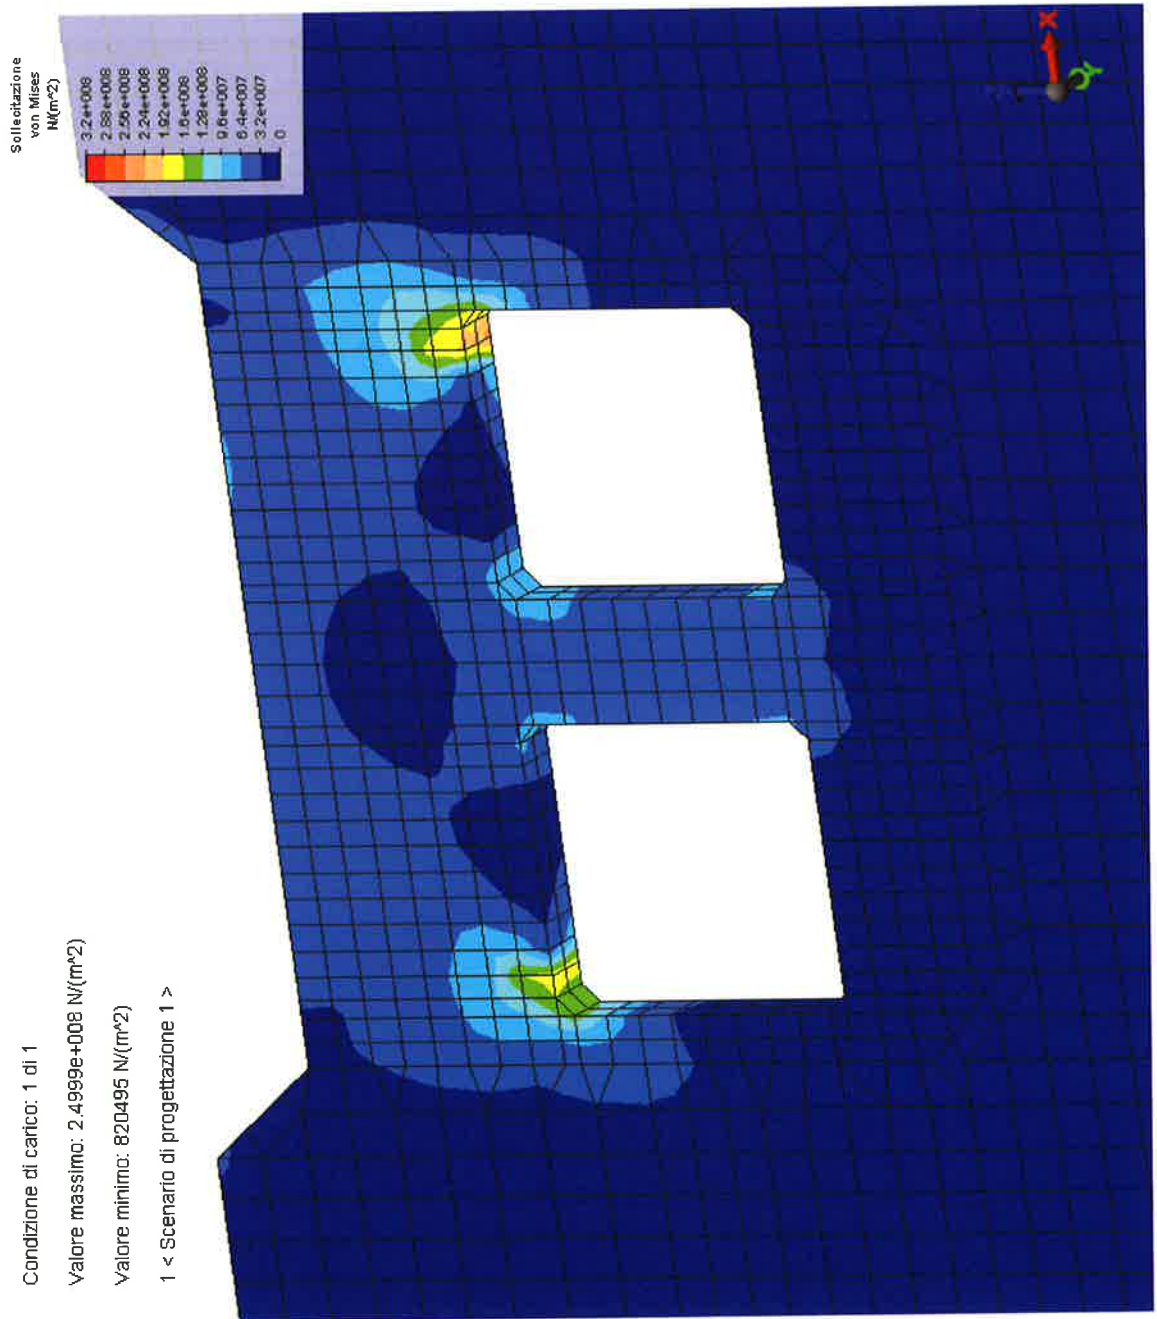 Condizione di carico: 1 di 1
Valore massimo: 2.4999e+008 N/(m^2)
Valore minimo: 820495 N/(m^2)
1 < Scenario di progettazione 1 >
Sollecitazione
von Mises
N/(m^2)
3.2e+008
2.88e+008
2.56e+008
2.24e+008
1.92e+008
1.6e+008
1.28e+008
9.6e+007
6.4e+007
3.2e+007
0
X
Y